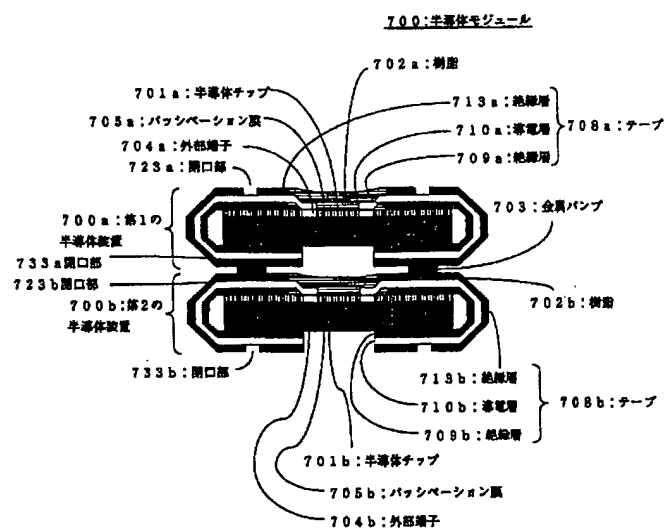 700:半導体モジュール
702a:樹脂
701a:半導体チップ
713a:絶縁層
705a:パッシベーション膜
710a:導電層
708a:テープ
704a:外部端子
709a:絶縁層
723a:開口部
700a:第1の
半導体装置
703:金属バンプ
733a開口部
723b開口部
700b:第2の
半導体装置
702b:樹脂
733b:開口部
713b:絶縁層
710b:導電層
708b:テープ
709b:絶縁層
701b:半導体チップ
705b:パッシベーション膜
704b:外部端子